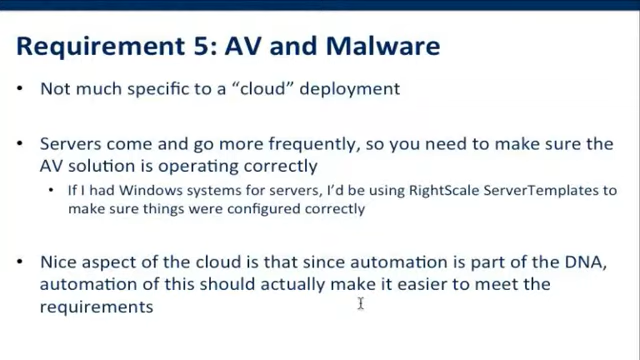 Requirement 5: AV and Malware
• Not much specific to a “cloud” deployment
• Servers come and go more frequently, so you need to make sure the
AV solution is operating correctly
• If I had Windows systems for servers, I’d be using RightScale ServerTemplates to
make sure things were configured correctly
• Nice aspect of the cloud is that since automation is part of the DNA,
automation of this should actually make it easier to meet the
requirements